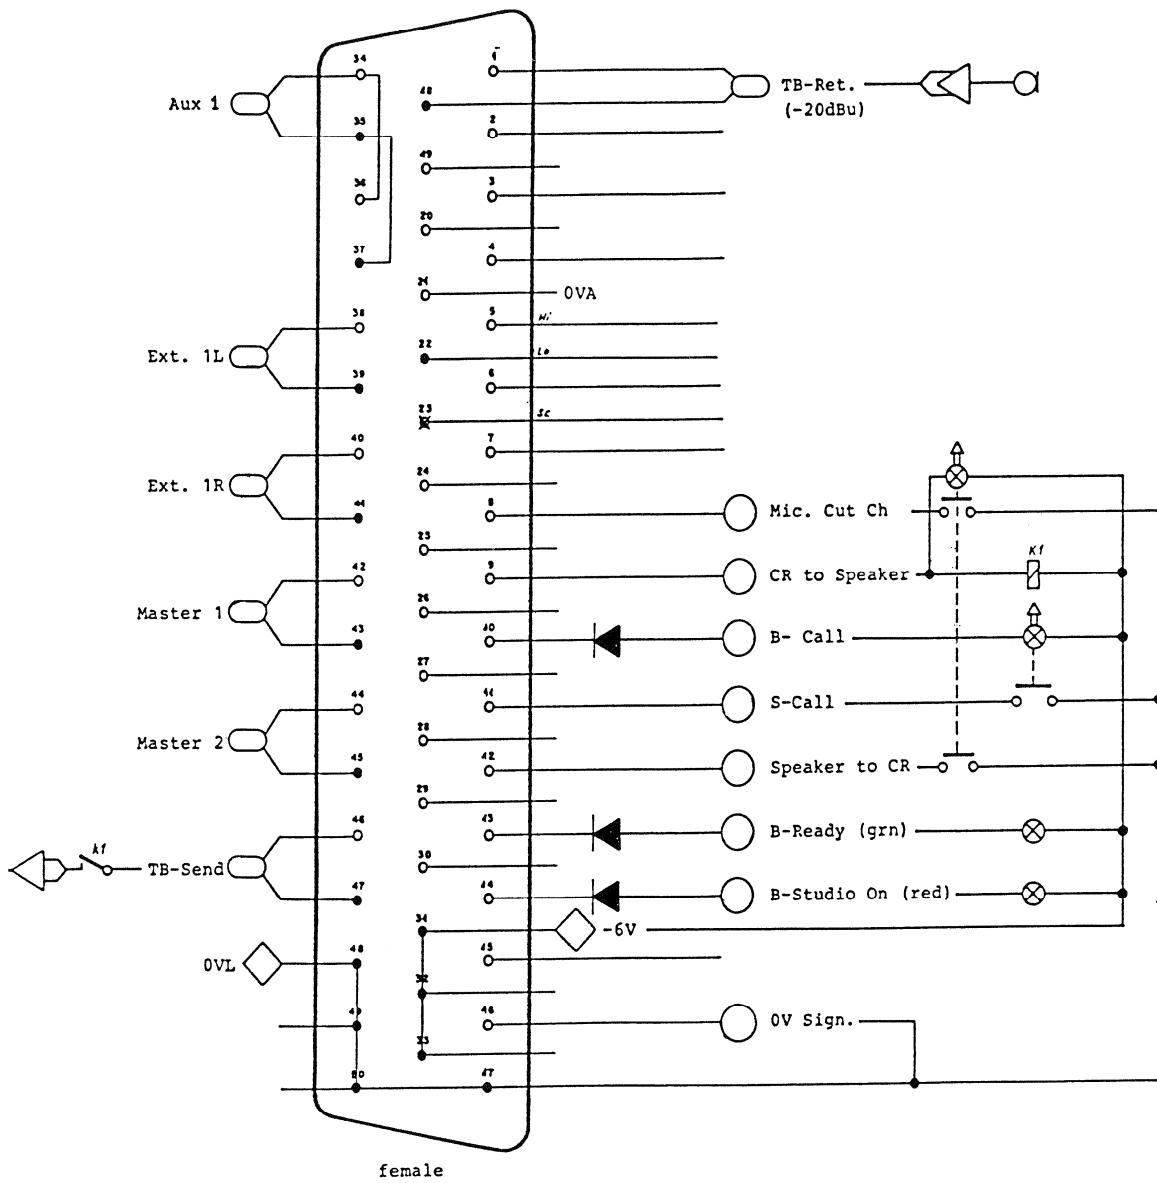 1
34
TB-Ret.
18
(-20dBu)
Aux 1
2
35
19
3
36
20
4
37
21
0VA
5
Hi
38
22
Lo
Ext. 1L
6
39
23
Sc
7
40
24
Ext. 1R
8
Mic. Cut Ch
41
25
K1
9
CR to Speaker
42
26
Master 1
10
B- Call
43
27
11
S-Call
44
28
Master 2
12
Speaker to CR
45
29
13
B-Ready (grn)
46
k1
30
TB-Send
14
B-Studio On (red)
47
31
-6V
15
48
0VL
32
16
0V Sign.
49
33
17
50
female